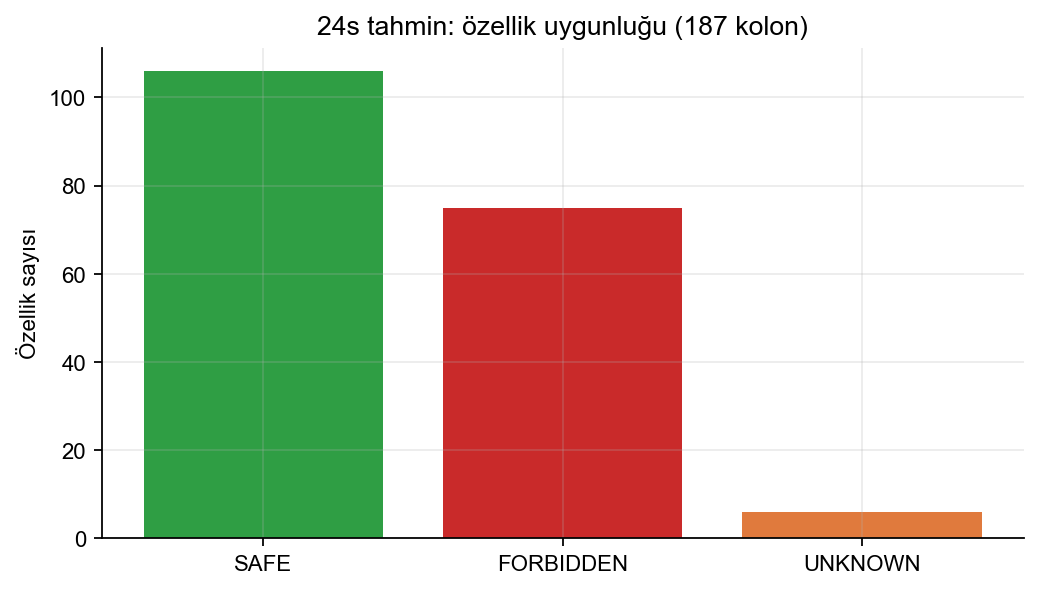 24s tahmin: özellik uygunluğu (187 kolon)
Özellik sayısı
100
80
60
40
20
0
SAFE FORBIDDEN UNKNOWN